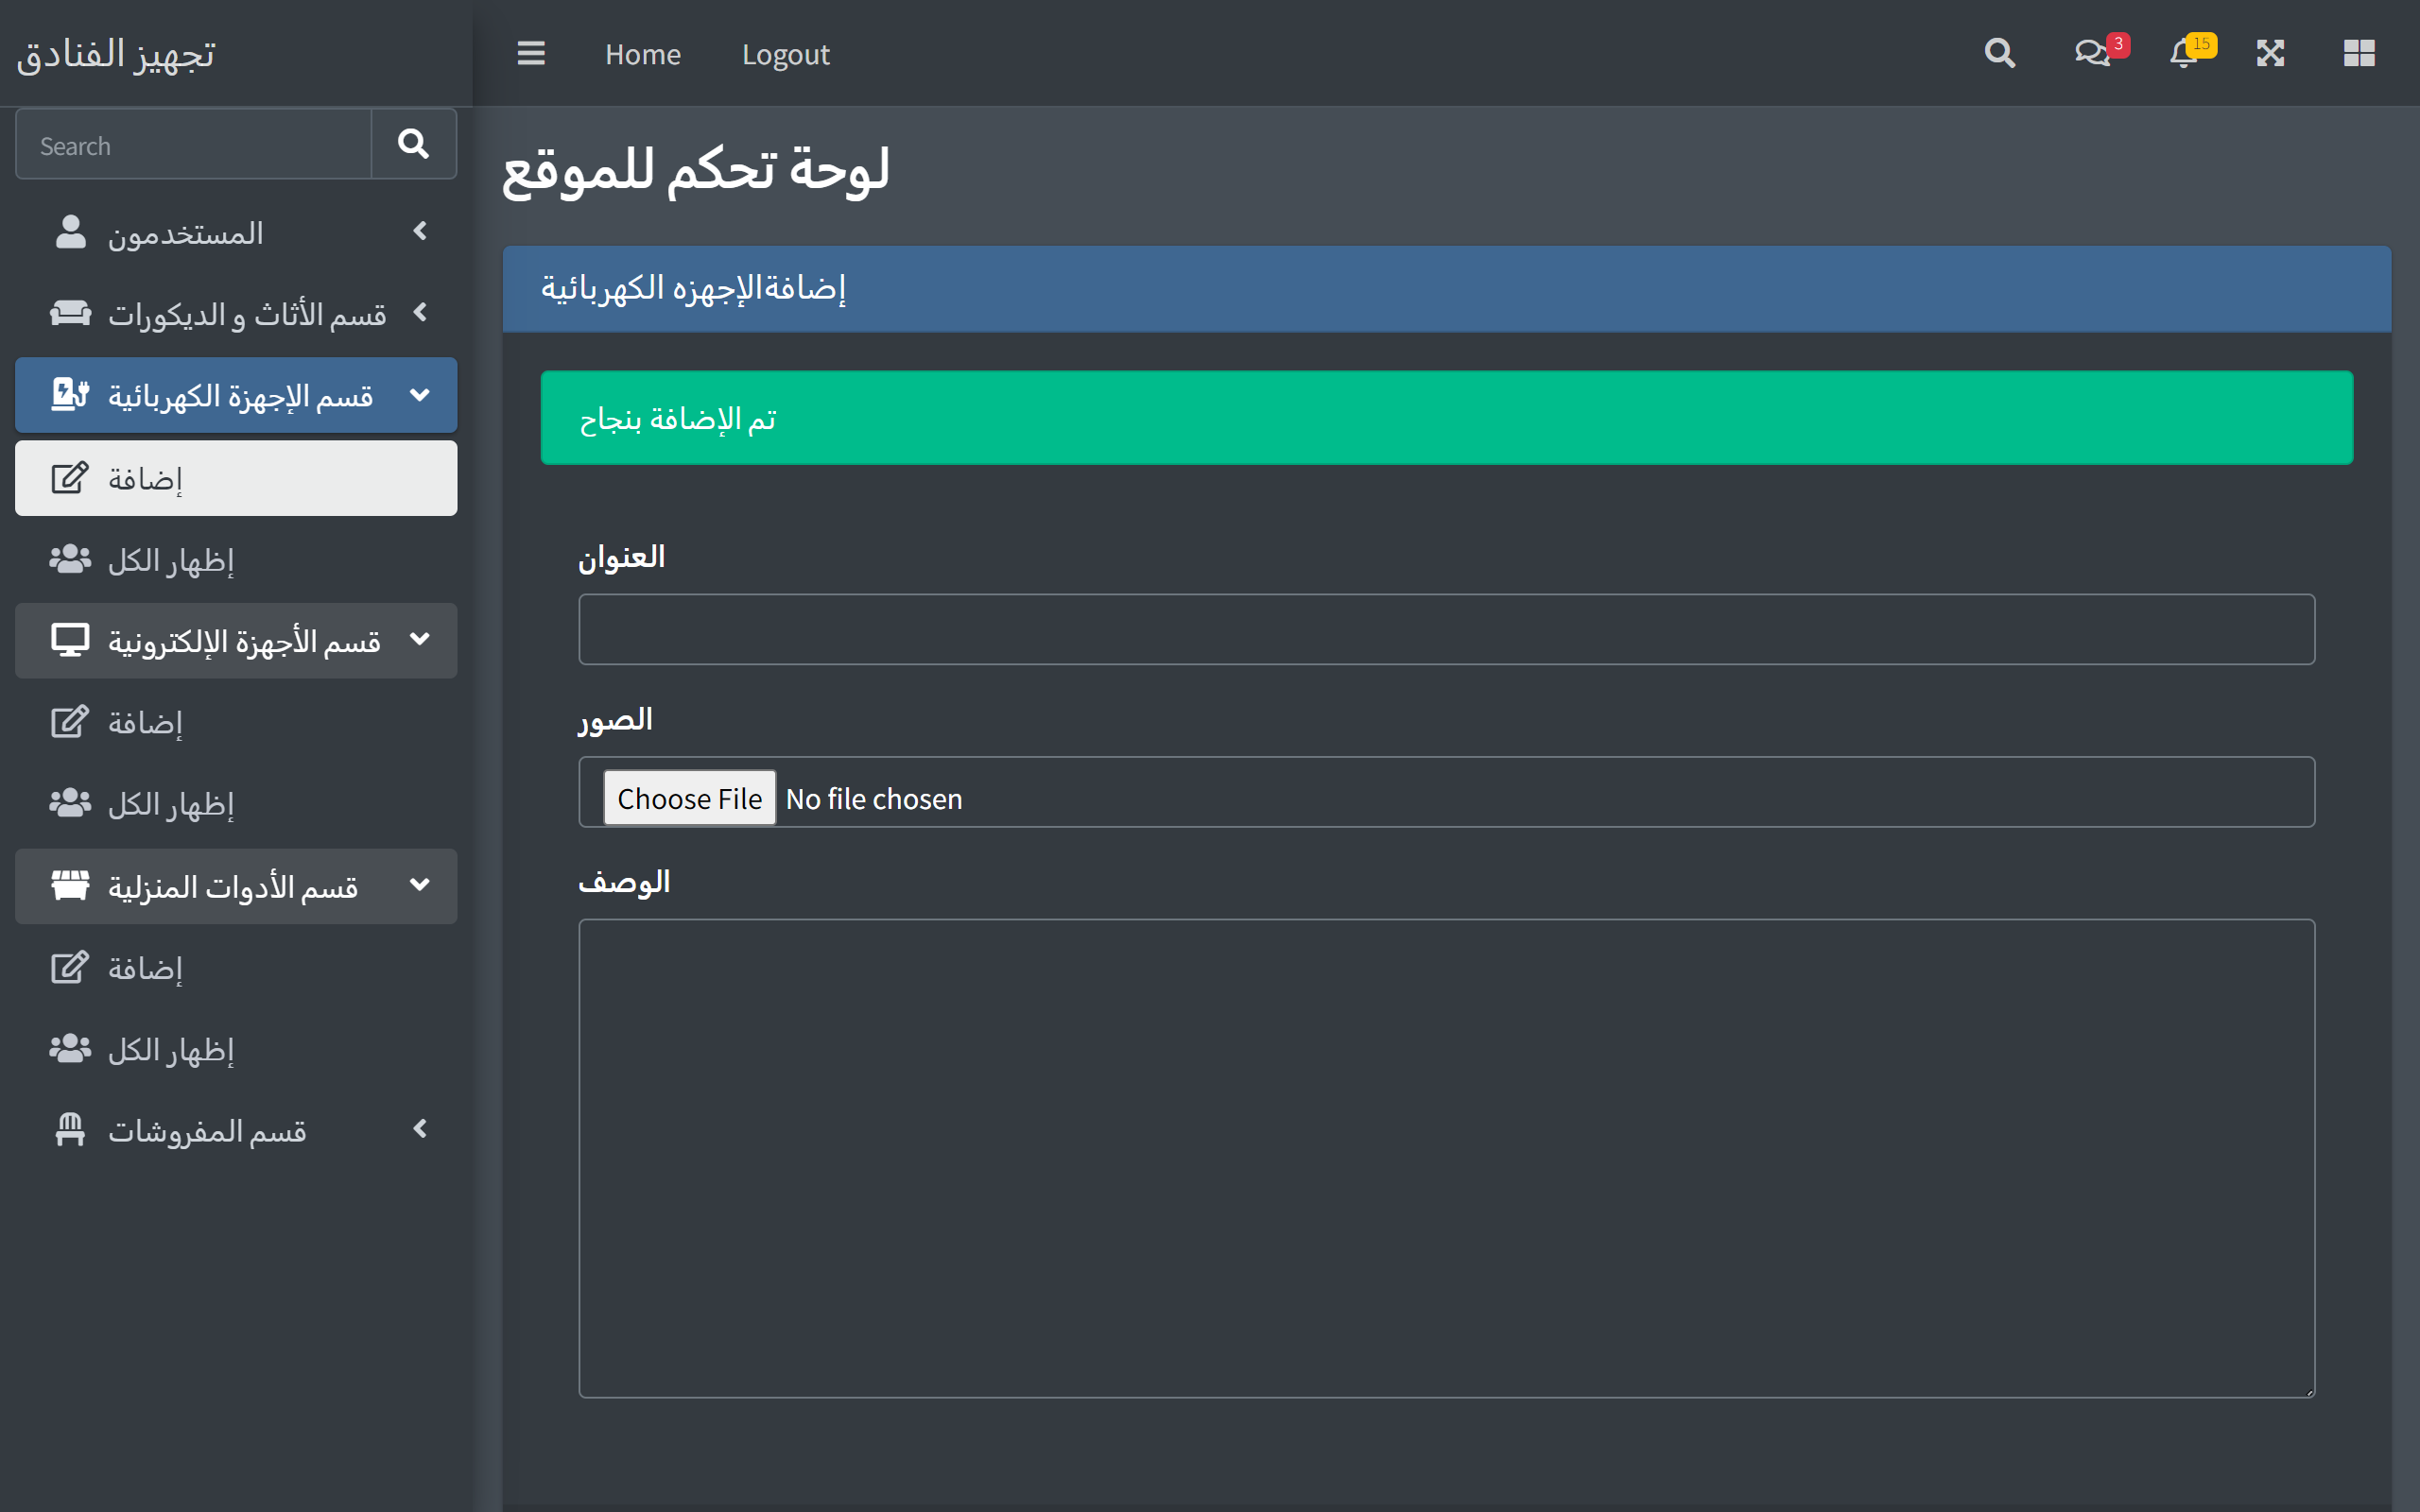 تجهيز الفنادق
Home
Logout
3
15
Search
المستخدمون
قسم الأثاث و الديكورات
قسم الإجهزة الكهربائية
إضافة
إظهار الكل
قسم الأجهزة الإلكترونية
إضافة
إظهار الكل
قسم الأدوات المنزلية
إضافة
إظهار الكل
قسم المفروشات
لوحة تحكم للموقع
إضافةالإجهزه الكهربائية
تم الإضافة بنجاح
العنوان
الصور
Choose File No file chosen
الوصف